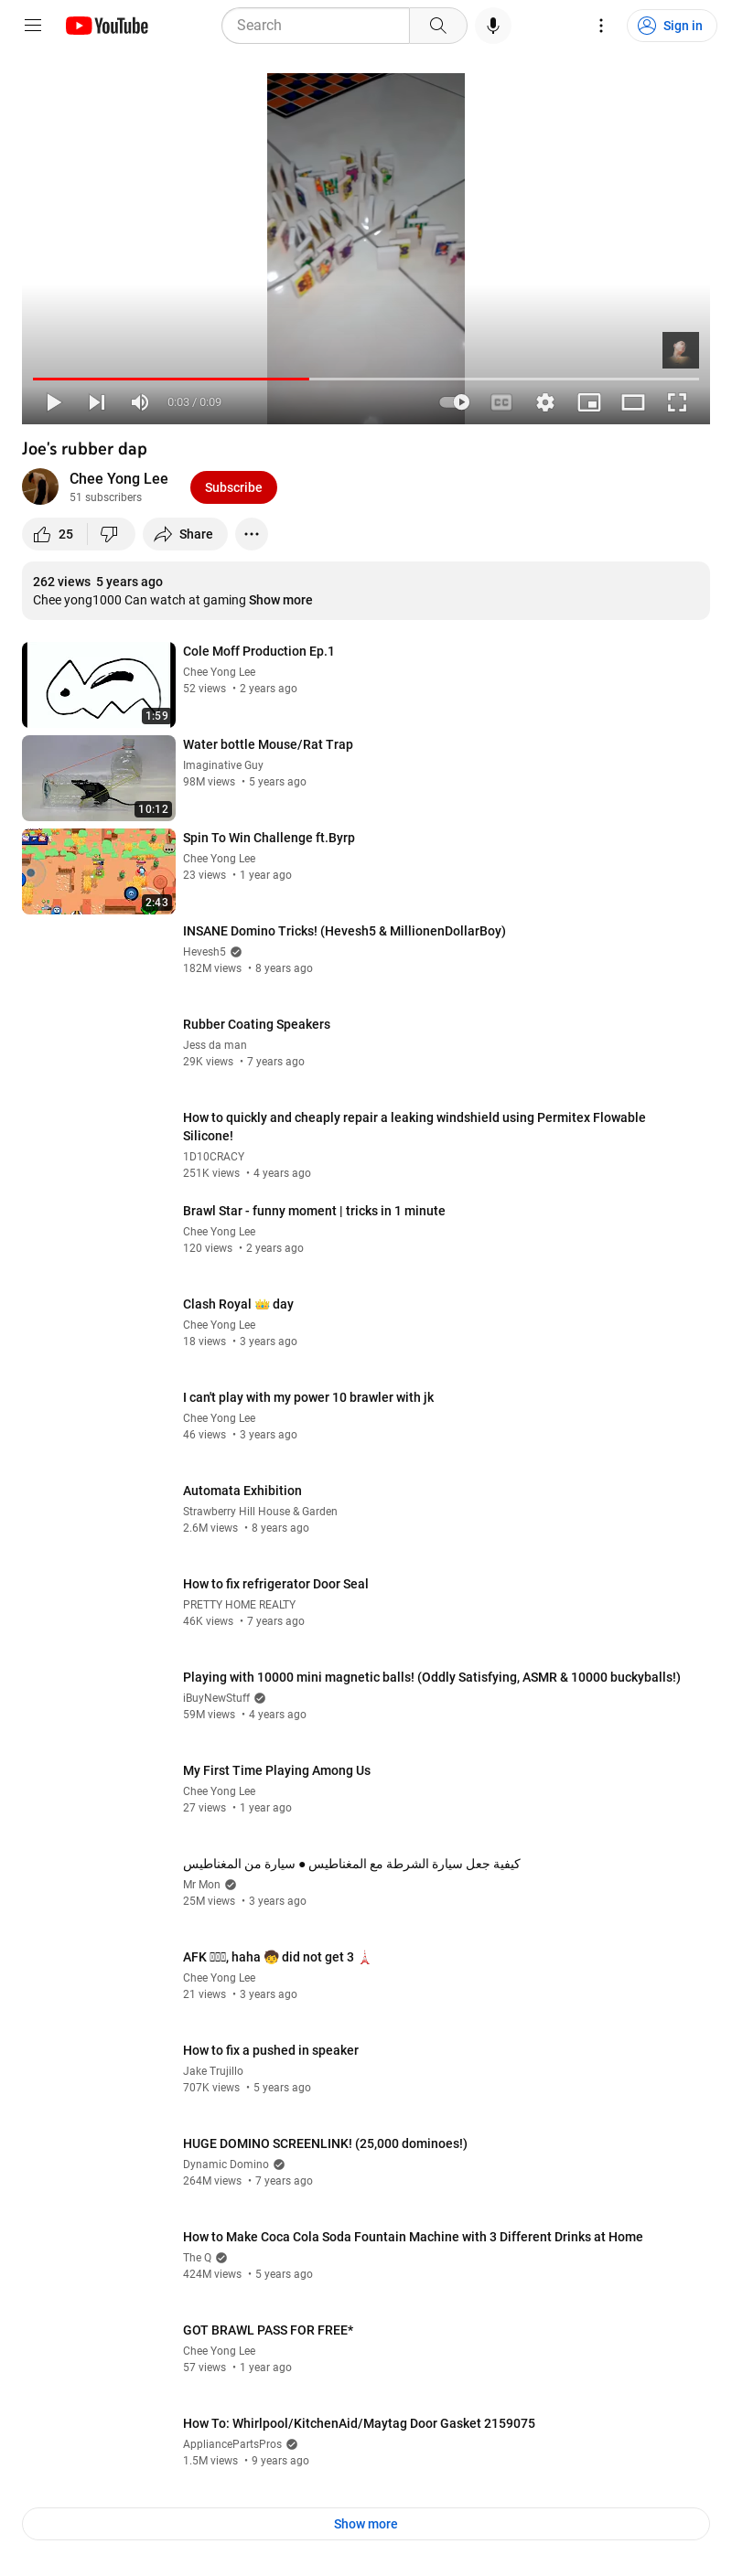 YouTube
Search
Sign in
0:03 / 0:09
CC
Joe's rubber dap
Chee Yong Lee
51 subscribers
Subscribe
25
Share
262 views 5 years ago
Chee yong1000 Can watch at gaming Show more
Cole Moff Production Ep.1
Chee Yong Lee
52 views • 2 years ago
1:59
Water bottle Mouse/Rat Trap
Imaginative Guy
98M views • 5 years ago
10:12
Spin To Win Challenge ft.Byrp
Chee Yong Lee
23 views • 1 year ago
2:43
INSANE Domino Tricks! (Hevesh5 & MillionenDollarBoy)
Hevesh5
182M views • 8 years ago
Rubber Coating Speakers
Jess da man
29K views • 7 years ago
How to quickly and cheaply repair a leaking windshield using Permitex Flowable
Silicone!
1D10CRACY
251K views • 4 years ago
Brawl Star - funny moment | tricks in 1 minute
Chee Yong Lee
120 views • 2 years ago
Clash Royal 👑 day
Chee Yong Lee
18 views • 3 years ago
I can't play with my power 10 brawler with jk
Chee Yong Lee
46 views • 3 years ago
Automata Exhibition
Strawberry Hill House & Garden
2.6M views • 8 years ago
How to fix refrigerator Door Seal
PRETTY HOME REALTY
46K views • 7 years ago
Playing with 10000 mini magnetic balls! (Oddly Satisfying, ASMR & 10000 buckyballs!)
iBuyNewStuff
59M views • 4 years ago
My First Time Playing Among Us
Chee Yong Lee
27 views • 1 year ago
كيفية جعل سيارة الشرطة مع المغناطيس ● سيارة من المغناطيس
Mr Mon
25M views • 3 years ago
AFK , haha 🧒 did not get 3 🗼
Chee Yong Lee
21 views • 3 years ago
How to fix a pushed in speaker
Jake Trujillo
707K views • 5 years ago
HUGE DOMINO SCREENLINK! (25,000 dominoes!)
Dynamic Domino
264M views • 7 years ago
How to Make Coca Cola Soda Fountain Machine with 3 Different Drinks at Home
The Q
424M views • 5 years ago
GOT BRAWL PASS FOR FREE*
Chee Yong Lee
57 views • 1 year ago
How To: Whirlpool/KitchenAid/Maytag Door Gasket 2159075
AppliancePartsPros
1.5M views • 9 years ago
Show more